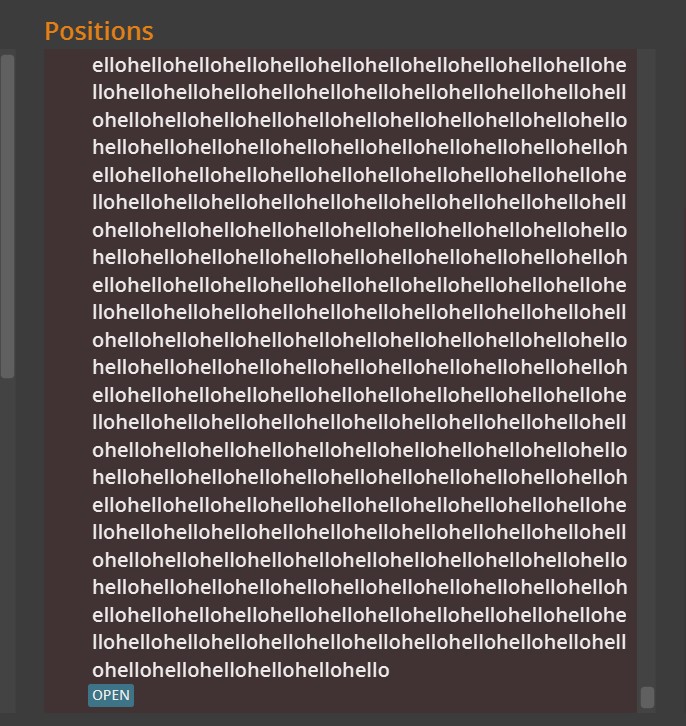 Positions
ellohellohellohellohellohellohellohellohellohellohellohe
llohellohellohellohellohellohellohellohellohellohellohell
ohellohellohellohellohellohellohellohellohellohellohello
hellohellohellohellohellohellohellohellohellohellohelloh
ellohellohellohellohellohellohellohellohellohellohellohe
llohellohellohellohellohellohellohellohellohellohellohell
ohellohellohellohellohellohellohellohellohellohellohello
hellohellohellohellohellohellohellohellohellohellohelloh
ellohellohellohellohellohellohellohellohellohellohellohe
llohellohellohellohellohellohellohellohellohellohellohell
ohellohellohellohellohellohellohellohellohellohellohello
hellohellohellohellohellohellohellohellohellohellohelloh
ellohellohellohellohellohellohellohellohellohellohellohe
llohellohellohellohellohellohellohellohellohellohellohell
ohellohellohellohellohellohellohellohellohellohellohello
hellohellohellohellohellohellohellohellohellohellohelloh
ellohellohellohellohellohellohellohellohellohellohellohe
llohellohellohellohellohellohellohellohellohellohellohell
ohellohellohellohellohellohellohellohellohellohellohello
hellohellohellohellohellohellohellohellohellohellohelloh
ellohellohellohellohellohellohellohellohellohellohellohe
llohellohellohellohellohellohellohellohellohellohellohell
ohellohellohellohellohellohello
OPEN